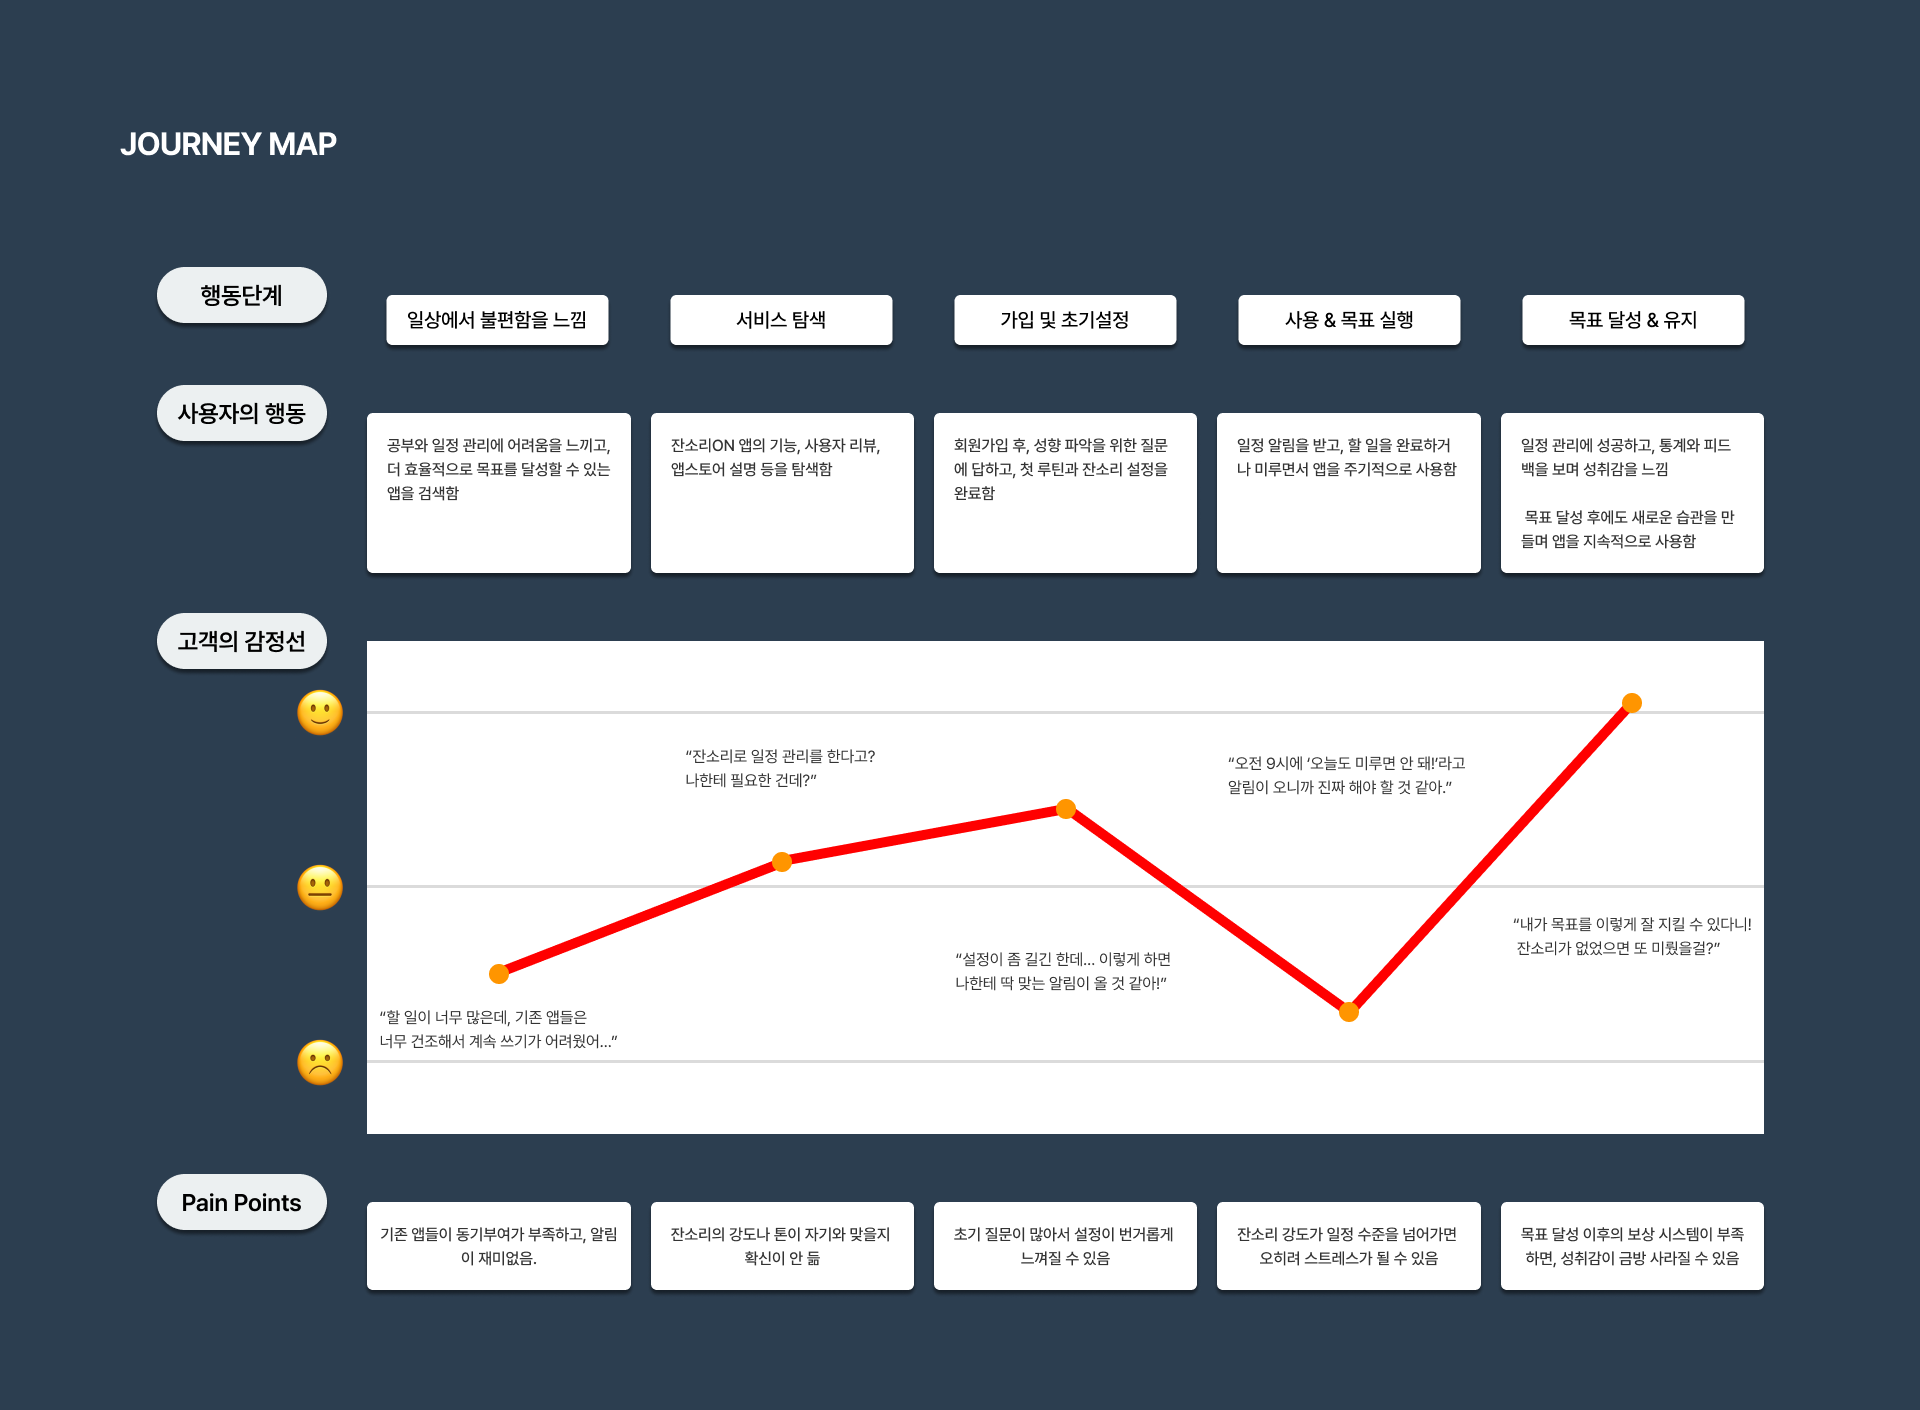 JOURNEY MAP
행동단계
일상에서 불편함을 느낌
서비스 탐색
가입 및 초기설정
사용 & 목표 실행
목표 달성 & 유지
사용자의 행동
공부와 일정 관리에 어려움을 느끼고,
더 효율적으로 목표를 달성할 수 있는
앱을 검색함
잔소리ON 앱의 기능, 사용자 리뷰,
앱스토어 설명 등을 탐색함
회원가입 후, 성향 파악을 위한 질문
에 답하고, 첫 루틴과 잔소리 설정을
완료함
일정 알림을 받고, 할 일을 완료하거
나 미루면서 앱을 주기적으로 사용함
일정 관리에 성공하고, 통계와 피드
백을 보며 성취감을 느낌
목표 달성 후에도 새로운 습관을 만
들며 앱을 지속적으로 사용함
고객의 감정선
“할 일이 너무 많은데, 기존 앱들은
너무 건조해서 계속 쓰기가 어려웠어...”
“잔소리로 일정 관리를 한다고?
나한테 필요한 건데?”
“설정이 좀 길긴 한데... 이렇게 하면
나한테 딱 맞는 알림이 올 것 같아!”
“오전 9시에 ‘오늘도 미루면 안 돼!’라고
알림이 오니까 진짜 해야 할 것 같아.”
“내가 목표를 이렇게 잘 지킬 수 있다니!
잔소리가 없었으면 또 미뤘을걸?”
Pain Points
기존 앱들이 동기부여가 부족하고, 알림
이 재미없음.
잔소리의 강도나 톤이 자기와 맞을지
확신이 안 듦
초기 질문이 많아서 설정이 번거롭게
느껴질 수 있음
잔소리 강도가 일정 수준을 넘어가면
오히려 스트레스가 될 수 있음
목표 달성 이후의 보상 시스템이 부족
하면, 성취감이 금방 사라질 수 있음